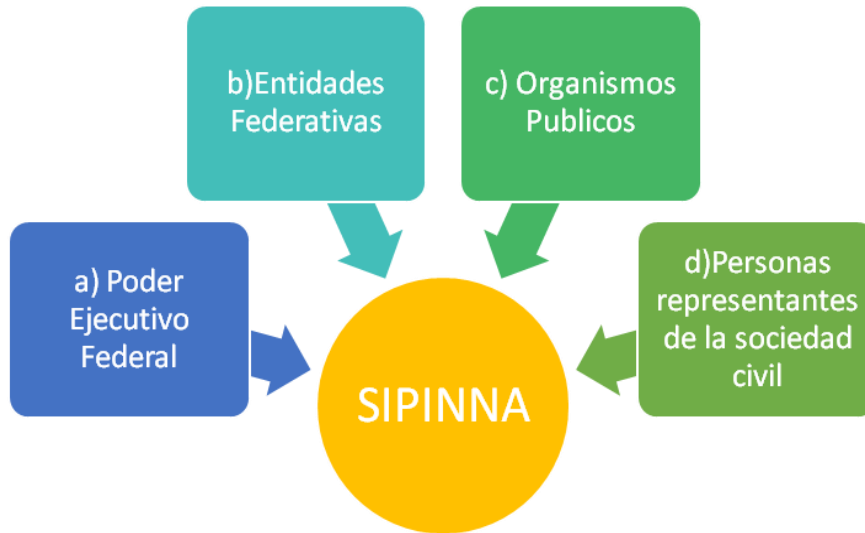 b)Entidades
Federativas
c) Organismos
Publicos
a) Poder
Ejecutivo
Federal
d)Personas
representantes
de la sociedad
civil
SIPINNA